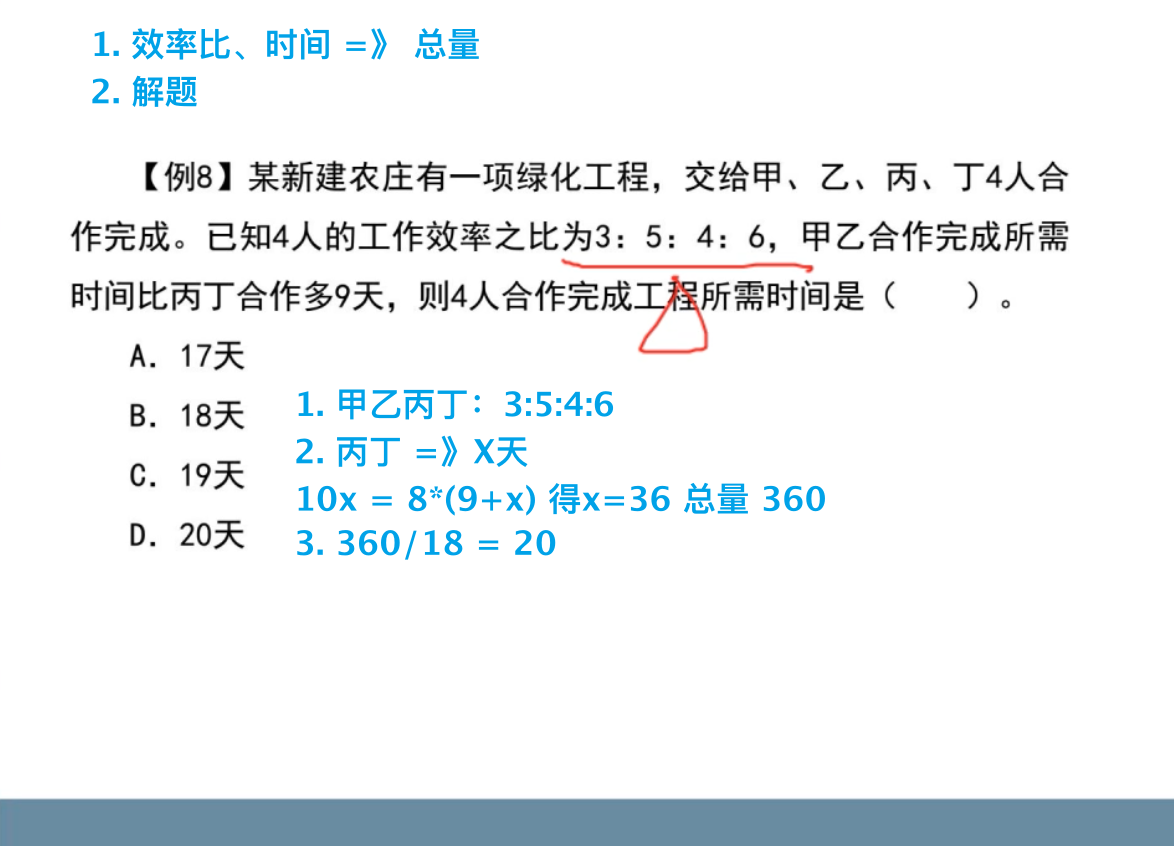 1. 效率比、时间 =》 总量
2. 解题
【例8】某新建农庄有一项绿化工程，交给甲、乙、丙、丁4人合
作完成。已知4人的工作效率之比为3：5：4：6，甲乙合作完成所需
时间比丙丁合作多9天，则4人合作完成工程所需时间是（  ）。
A. 17天
B. 18天
C. 19天
D. 20天
1. 甲乙丙丁：3:5:4:6
2. 丙丁 =》X天
10x = 8*(9+x) 得x=36 总量 360
3. 360/18 = 20